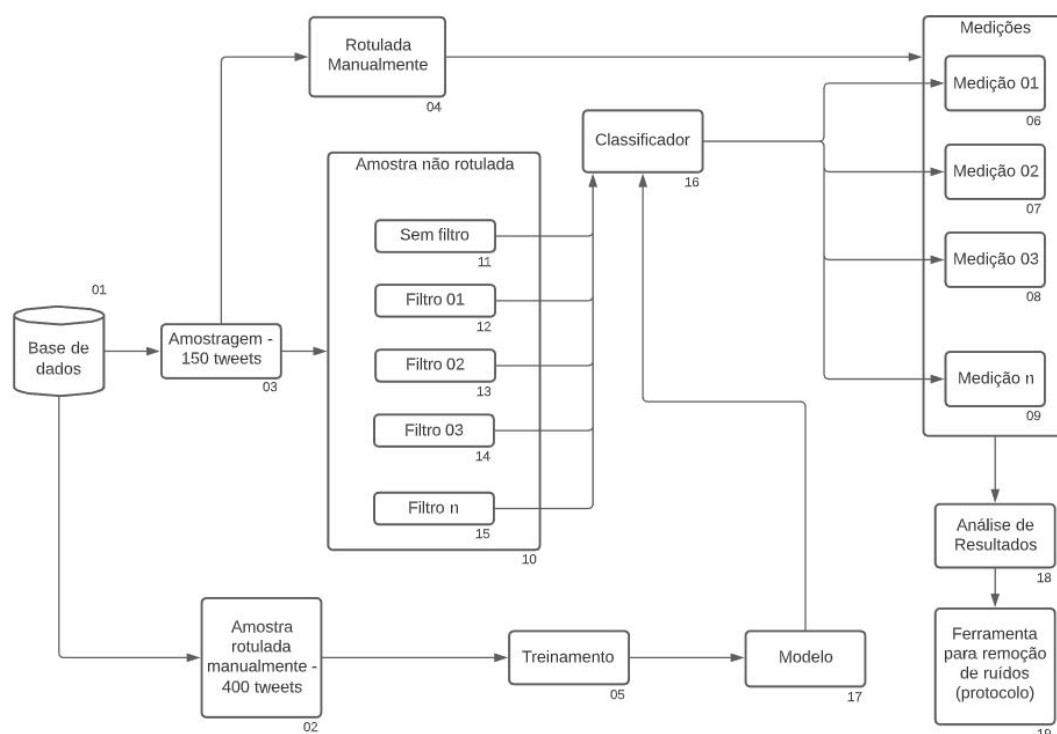 Rotulada
Manualmente
04
Medições
Medição 01
06
Medição 02
07
Medição 03
08
Medição n
09
Classificador
16
Amostra não rotulada
Sem filtro
11
Filtro 01
12
Filtro 02
13
Filtro 03
14
Filtro n
15
10
01
Base de
dados
Amostragem -
150 tweets
03
Amostra
rotulada
manualmente -
400 tweets
02
Treinamento
05
Modelo
17
Análise de
Resultados
18
Ferramenta
para remoção
de ruídos
(protocolo)
19